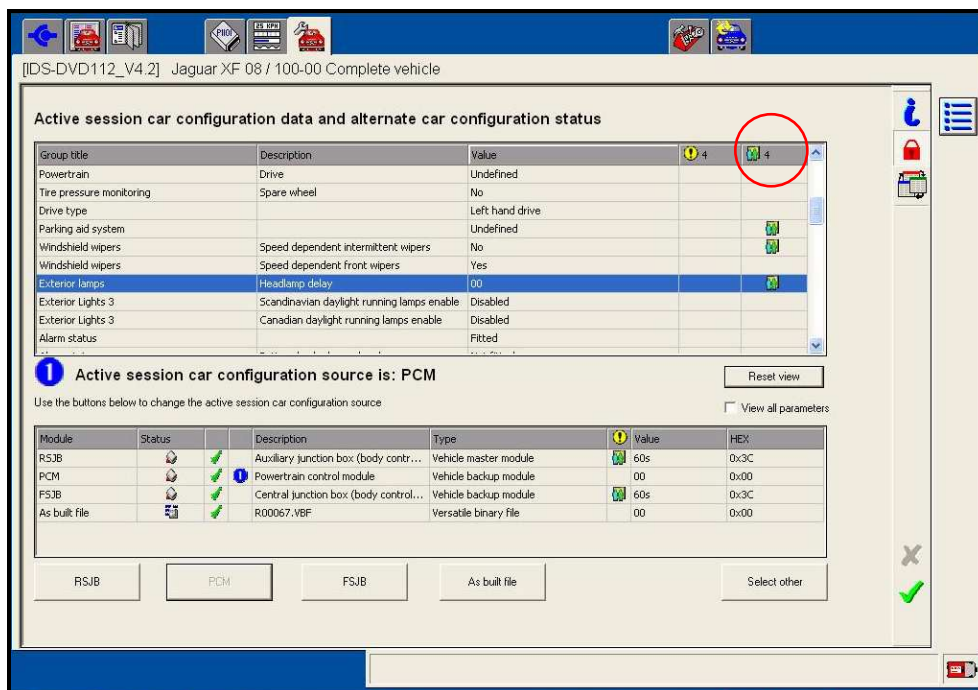 PILOT
25 KPH
[IDS-DVD112_V4.2] Jaguar XF 08 / 100-00 Complete vehicle
Active session car configuration data and alternate car configuration status
Group title Description Value 4 4
Powertrain Drive Undefined
Tire pressure monitoring Spare wheel No
Drive type Left hand drive
Parking aid system Undefined
Windshield wipers Speed dependent intermittent wipers No
Windshield wipers Speed dependent front wipers Yes
Exterior lamps Headlamp delay 00
Exterior Lights 3 Scandinavian daylight running lamps enable Disabled
Exterior Lights 3 Canadian daylight running lamps enable Disabled
Alarm status Fitted
1 Active session car configuration source is: PCM
Reset view
Use the buttons below to change the active session car configuration source
View all parameters
Module Status Description Type Value HEX
RSJB Auxiliary junction box (body contr... Vehicle master module 60s 0x3C
PCM 1 Powertrain control module Vehicle backup module 00 0x00
FSJB Central junction box (body control... Vehicle backup module 60s 0x3C
As built file R00067.VBF Versatile binary file 00 0x00
RSJB PCM FSJB As built file Select other